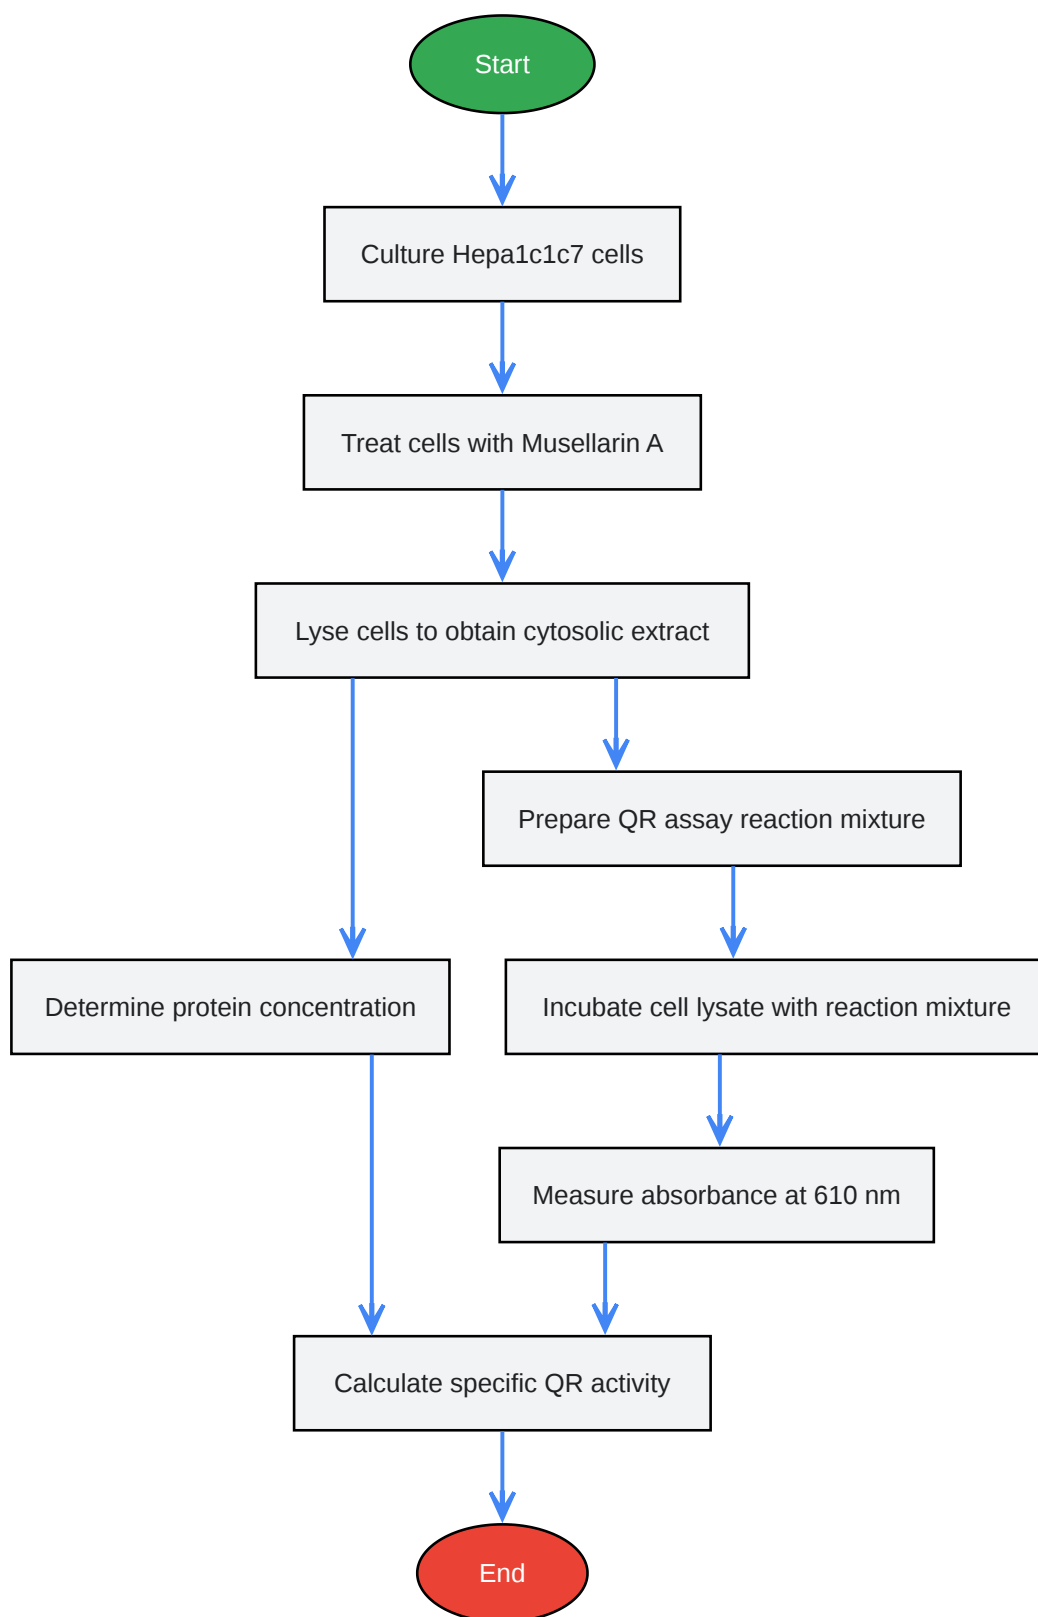 Start
Culture Hepa1c1c7 cells
Treat cells with Musellarin A
Lyse cells to obtain cytosolic extract
Prepare QR assay reaction mixture
Determine protein concentration
Incubate cell lysate with reaction mixture
Measure absorbance at 610 nm
Calculate specific QR activity
End